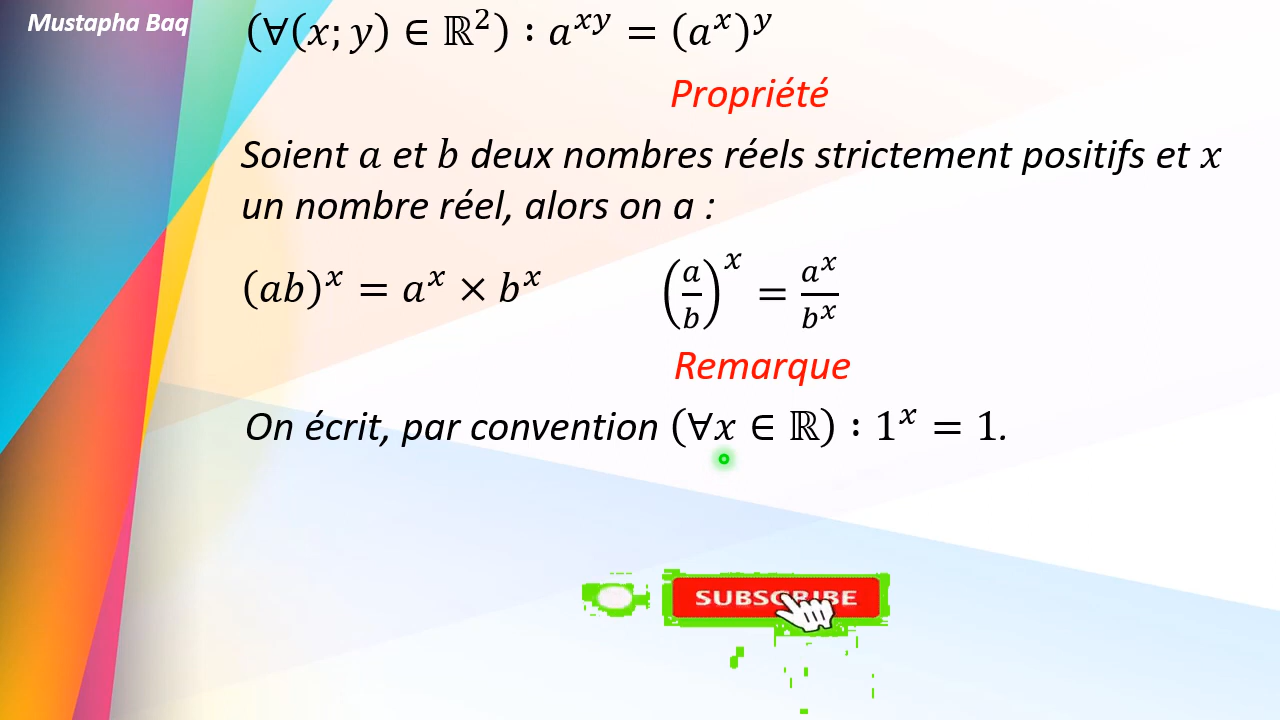 Mustapha Baq
(∀(x; y) ∈ ℝ²) : a^{xy} = (a^x)^y
Propriété
Soient a et b deux nombres réels strictement positifs et x
un nombre réel, alors on a :
(ab)^x = a^x × b^x (a/b)^x = a^x/b^x
Remarque
On écrit, par convention (∀x ∈ ℝ) : 1^x = 1.
SUBSCRIBE